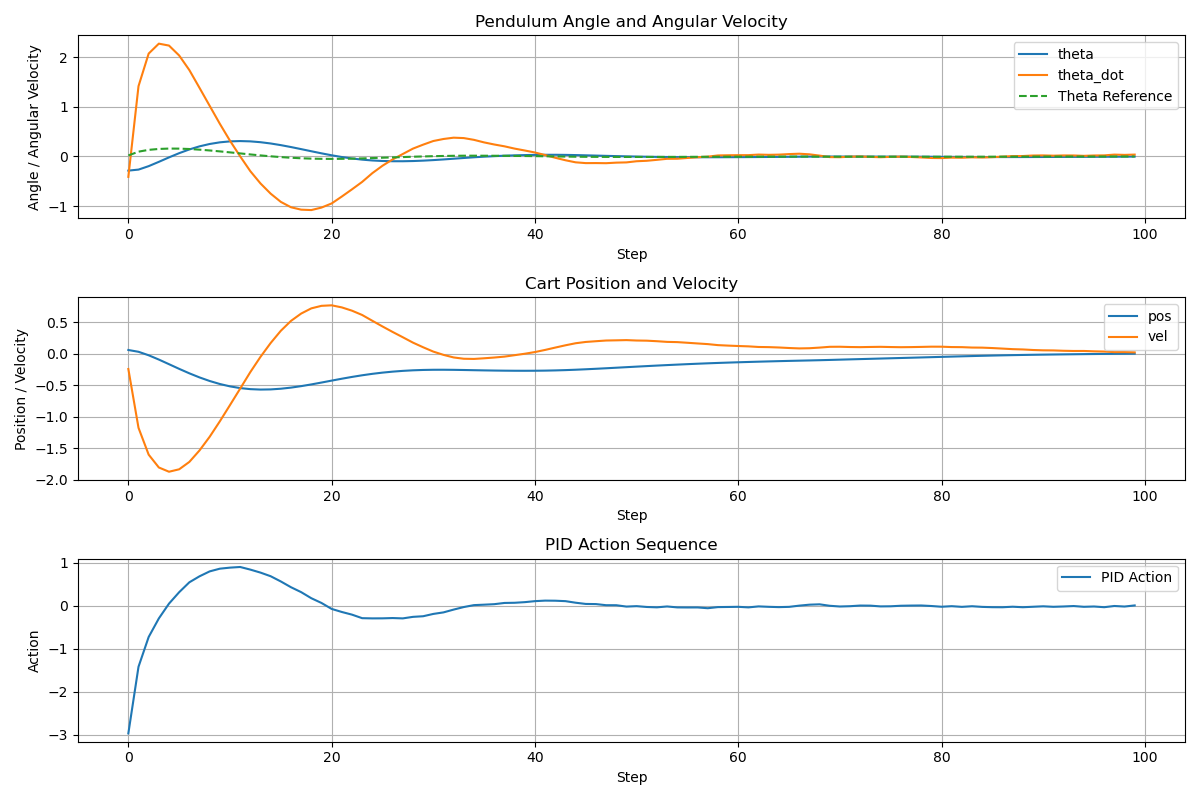 Pendulum Angle and Angular Velocity
Angle / Angular Velocity
2
1
0
−1
theta
theta_dot
Theta Reference
0 20 40 60 80 100
Step
Cart Position and Velocity
Position / Velocity
0.5
0.0
−0.5
−1.0
−1.5
−2.0
pos
vel
0 20 40 60 80 100
Step
PID Action Sequence
Action
1
0
−1
−2
−3
PID Action
0 20 40 60 80 100
Step